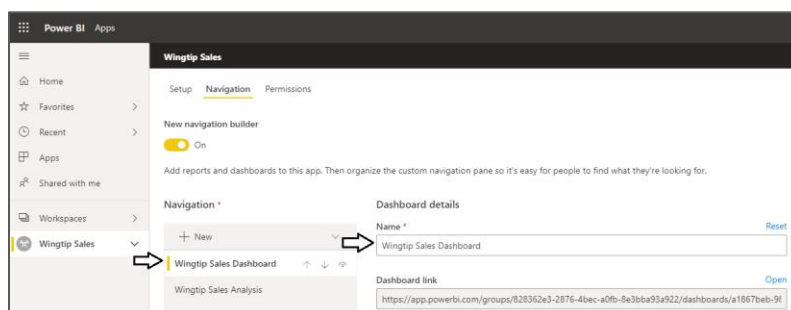 Power BI Apps
Wingtip Sales
Home
Favorites
Recent
Apps
Shared with me
Workspaces
Wingtip Sales
Setup Navigation Permissions
New navigation builder
On
Add reports and dashboards to this app. Then organize the custom navigation pane so it's easy for people to find what they're looking for.
Navigation *
+ New
Wingtip Sales Dashboard
Wingtip Sales Analysis
Dashboard details
Name * Reset
Wingtip Sales Dashboard
Dashboard link Open
https://app.powerbi.com/groups/828362e3-2876-4bec-a0fb-8e3bba93a922/dashboards/a1867beb-98